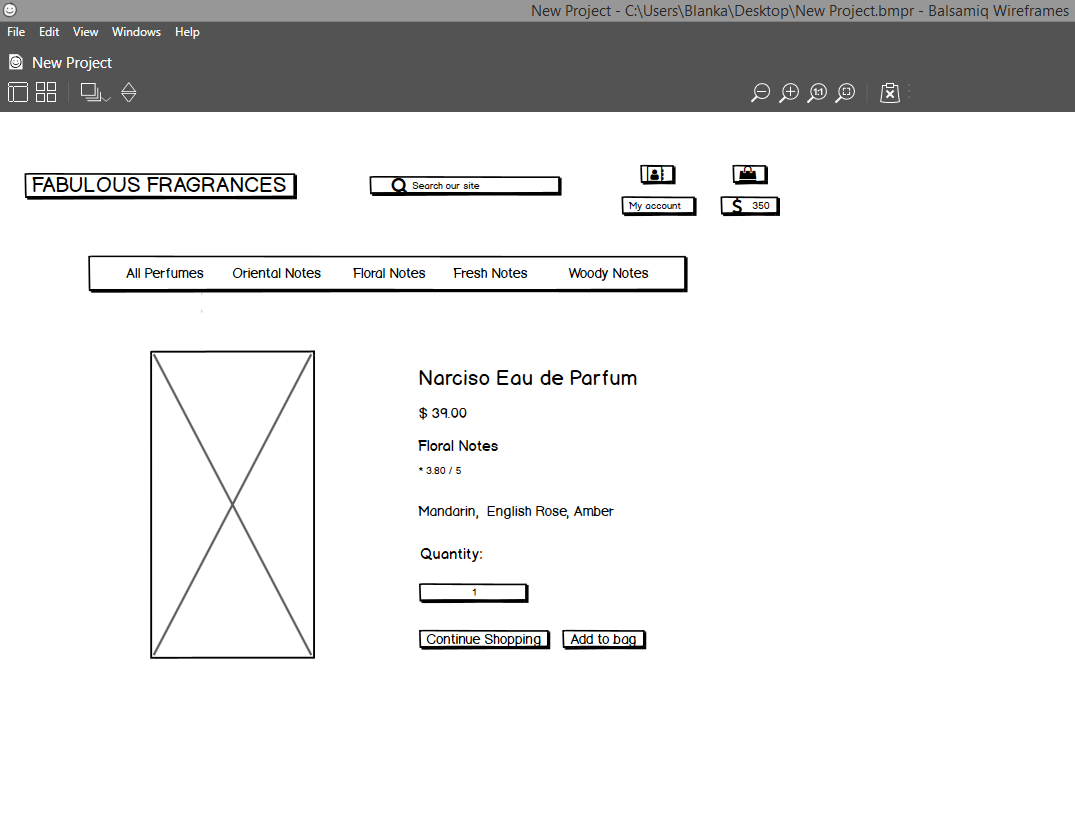 New Project - C:\Users\Blanka\Desktop\New Project.bmpr - Balsamiq Wireframes
File Edit View Windows Help
New Project
1:1
FABULOUS FRAGRANCES
Search our site
My account
$ 350
All Perfumes Oriental Notes Floral Notes Fresh Notes Woody Notes
Narciso Eau de Parfum
$ 39.00
Floral Notes
* 3.80 / 5
Mandarin, English Rose, Amber
Quantity:
1
Continue Shopping Add to bag